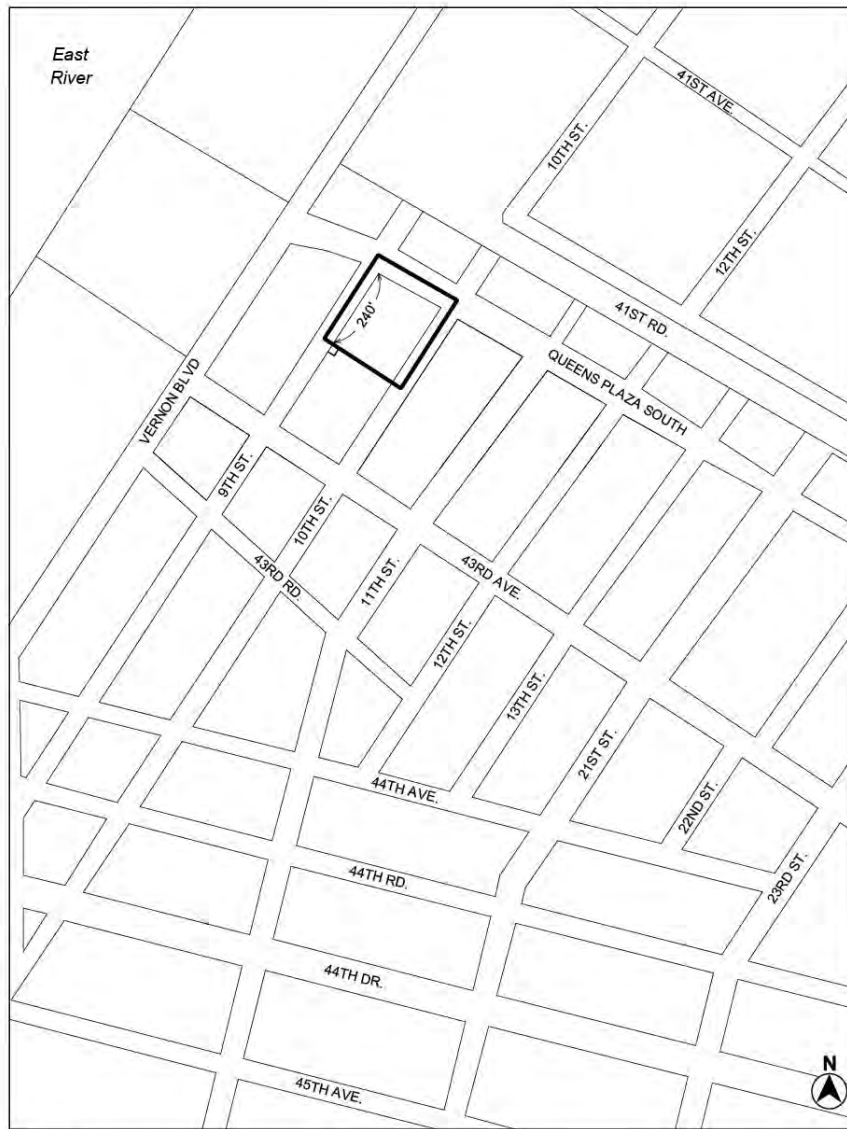 East
River
41ST AVE.
10TH ST.
12TH ST.
41ST RD.
240'
QUEENS PLAZA SOUTH
VERNON BLVD
9TH ST.
10TH ST.
43RD RD.
11TH ST.
43RD AVE.
12TH ST.
13TH ST.
21ST ST.
22ND ST.
44TH AVE.
23RD ST.
44TH RD.
44TH DR.
45TH AVE.
N